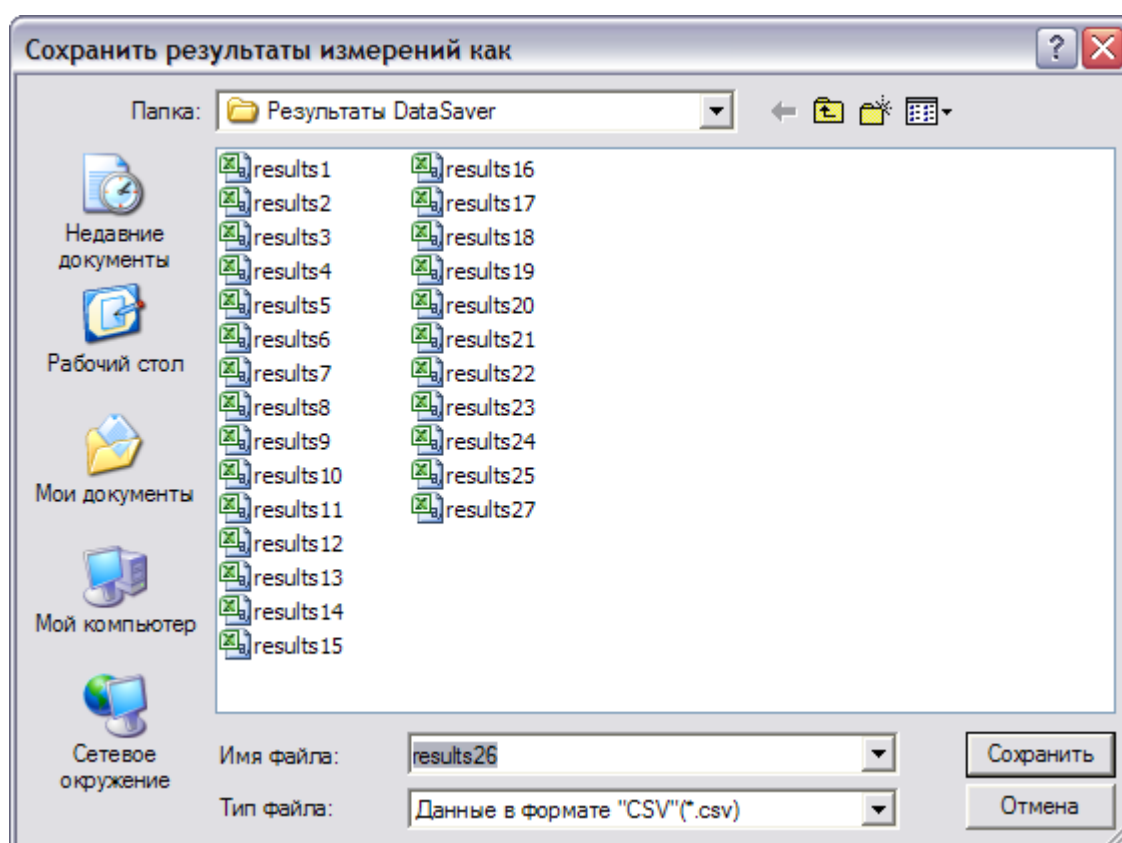 Сохранить результаты измерений как
Папка:
Результаты DataSaver
Недавние
документы
Рабочий стол
Мои документы
Мой компьютер
Сетевое
окружение
results1
results2
results3
results4
results5
results6
results7
results8
results9
results10
results11
results12
results13
results14
results15
results16
results17
results18
results19
results20
results21
results22
results23
results24
results25
results27
Имя файла:
results26
Сохранить
Тип файла:
Данные в формате "CSV"(*.csv)
Отмена